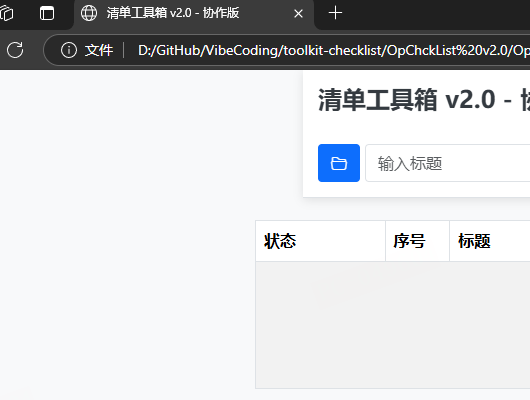 清单工具箱 v2.0 - 协作版
文件 D:/GitHub/VibeCoding/toolkit-checklist/OpChckList%20v2.0/Op
清单工具箱 v2.0 - 
输入标题
状态 序号 标题